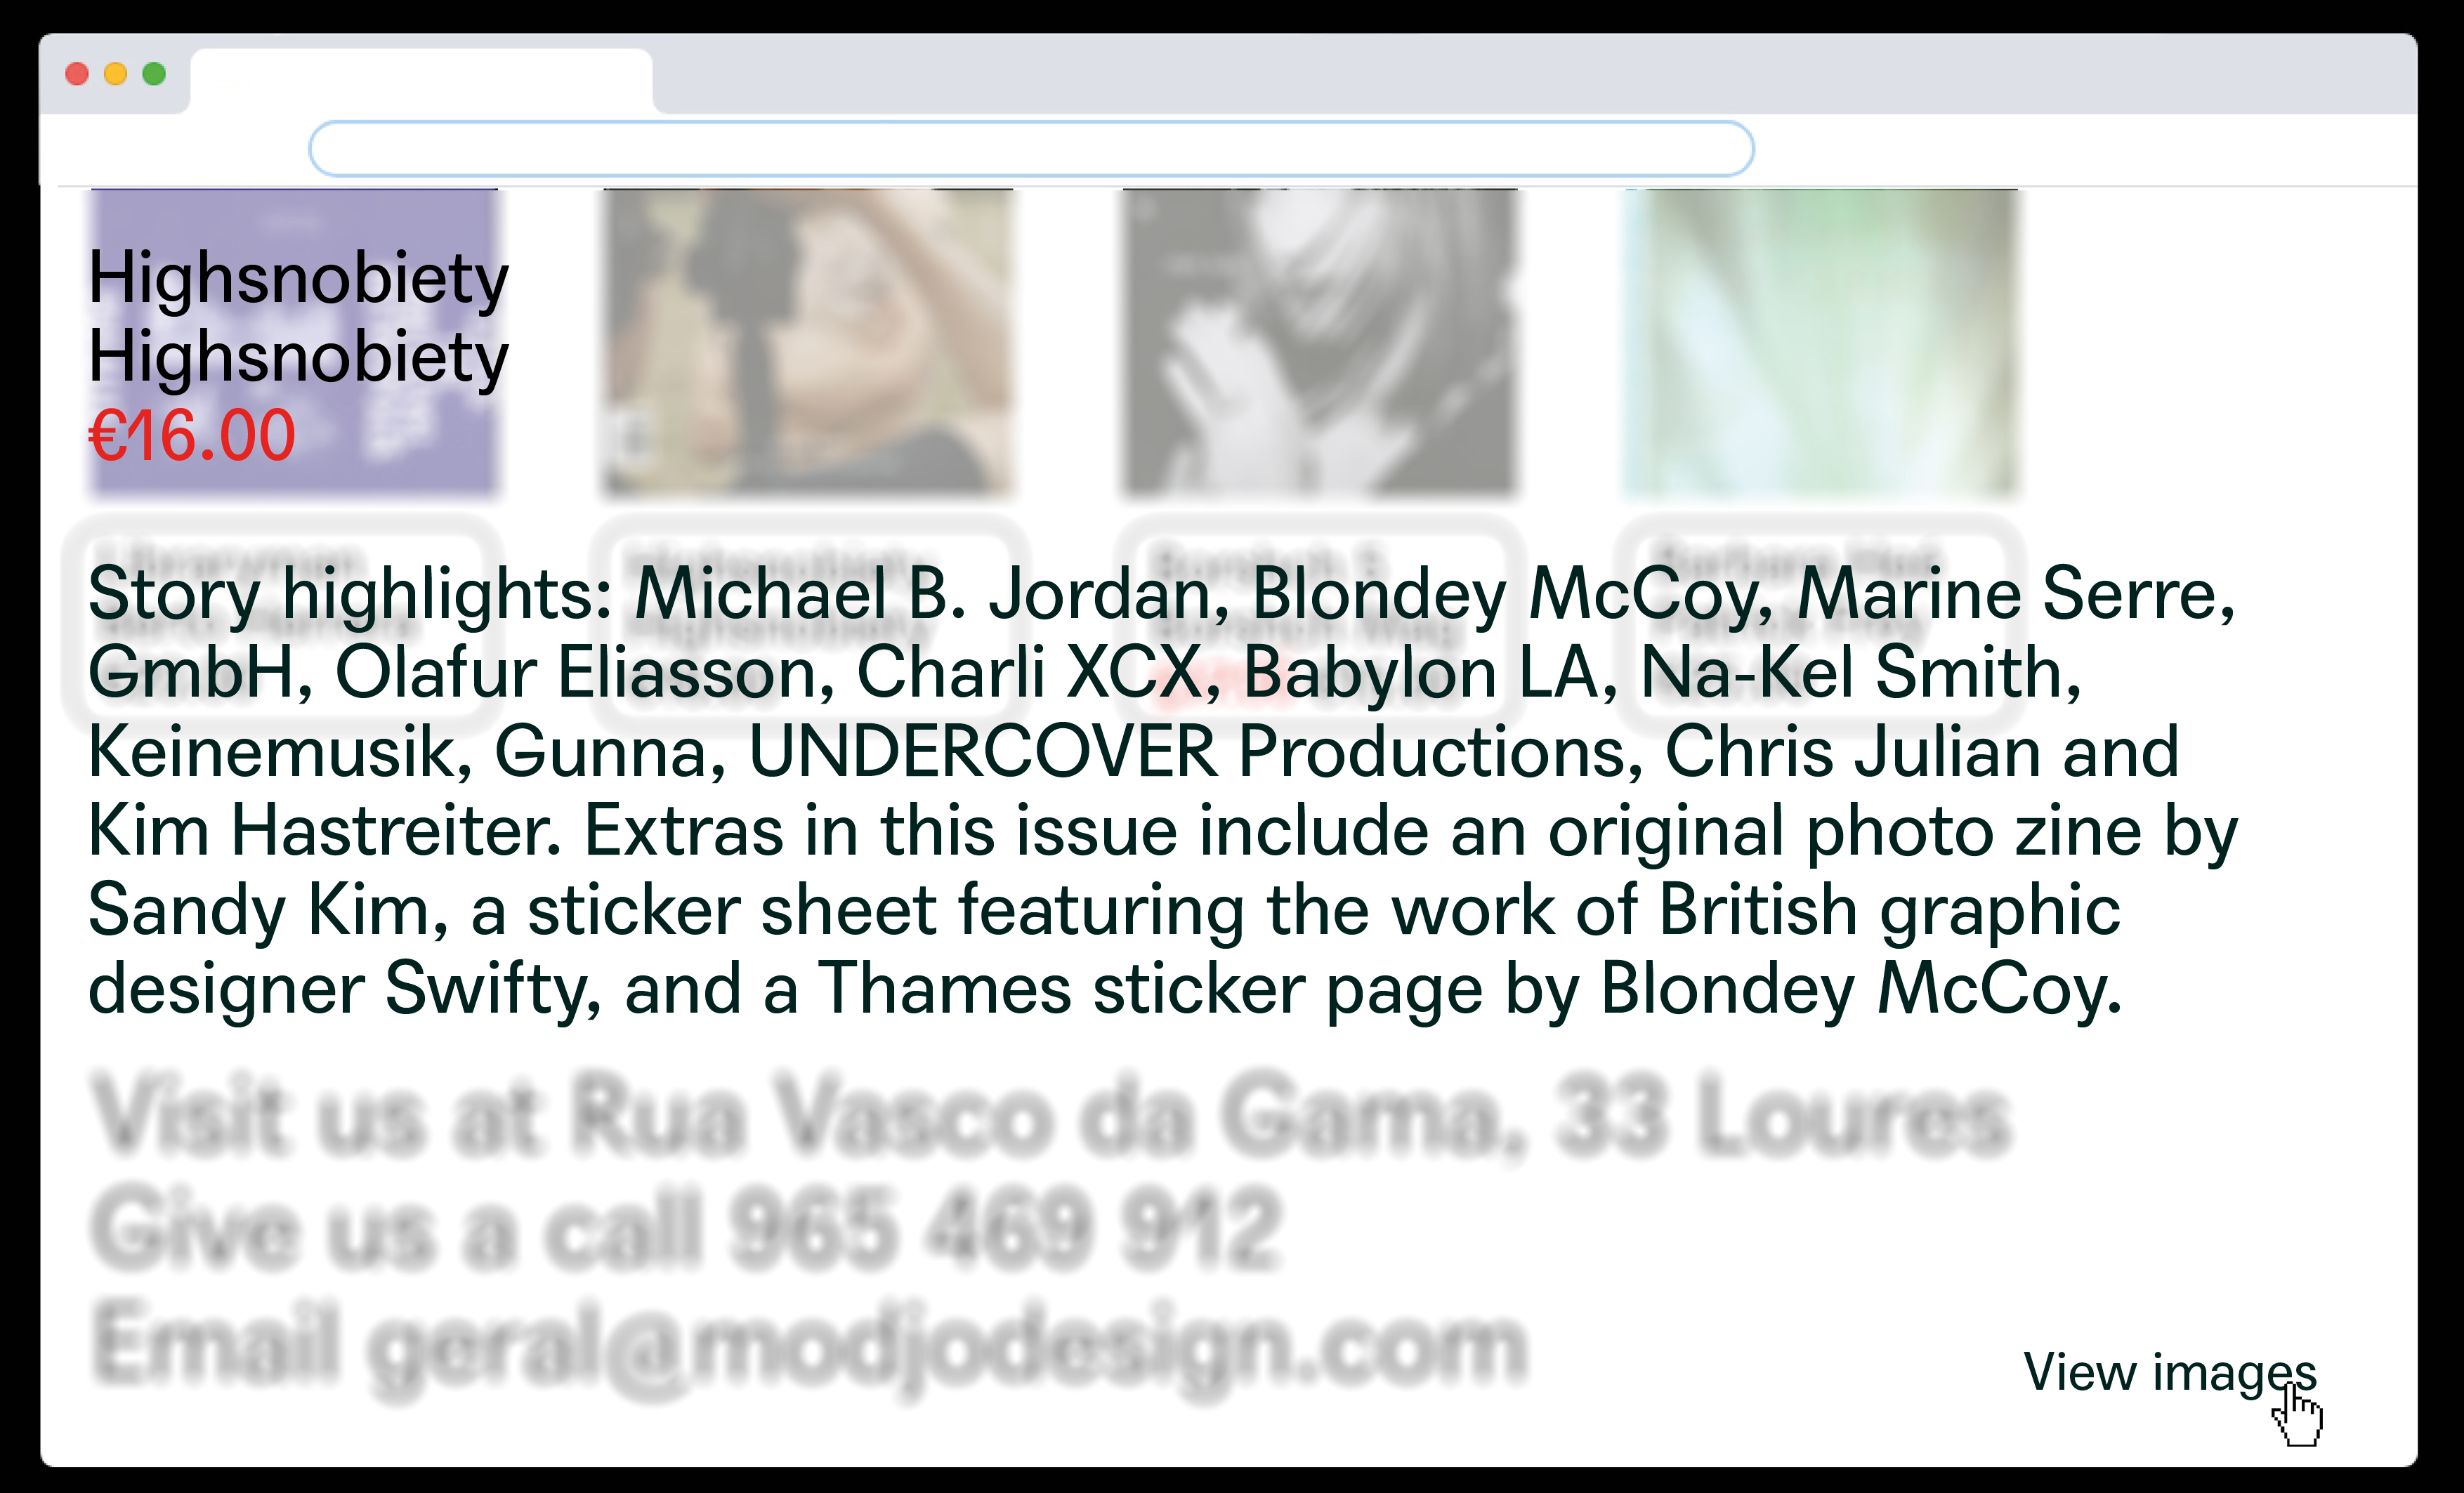 Highsnobiety
Highsnobiety
€16.00
Story highlights: Michael B. Jordan, Blondey McCoy, Marine Serre,
GmbH, Olafur Eliasson, Charli XCX, Babylon LA, Na-Kel Smith,
Keinemusik, Gunna, UNDERCOVER Productions, Chris Julian and
Kim Hastreiter. Extras in this issue include an original photo zine by
Sandy Kim, a sticker sheet featuring the work of British graphic
designer Swifty, and a Thames sticker page by Blondey McCoy.
Visit us at Rua Vasco da Gama, 33 Loures
Give us a call 965 469 912
Email geral@modjodesign.com
View images